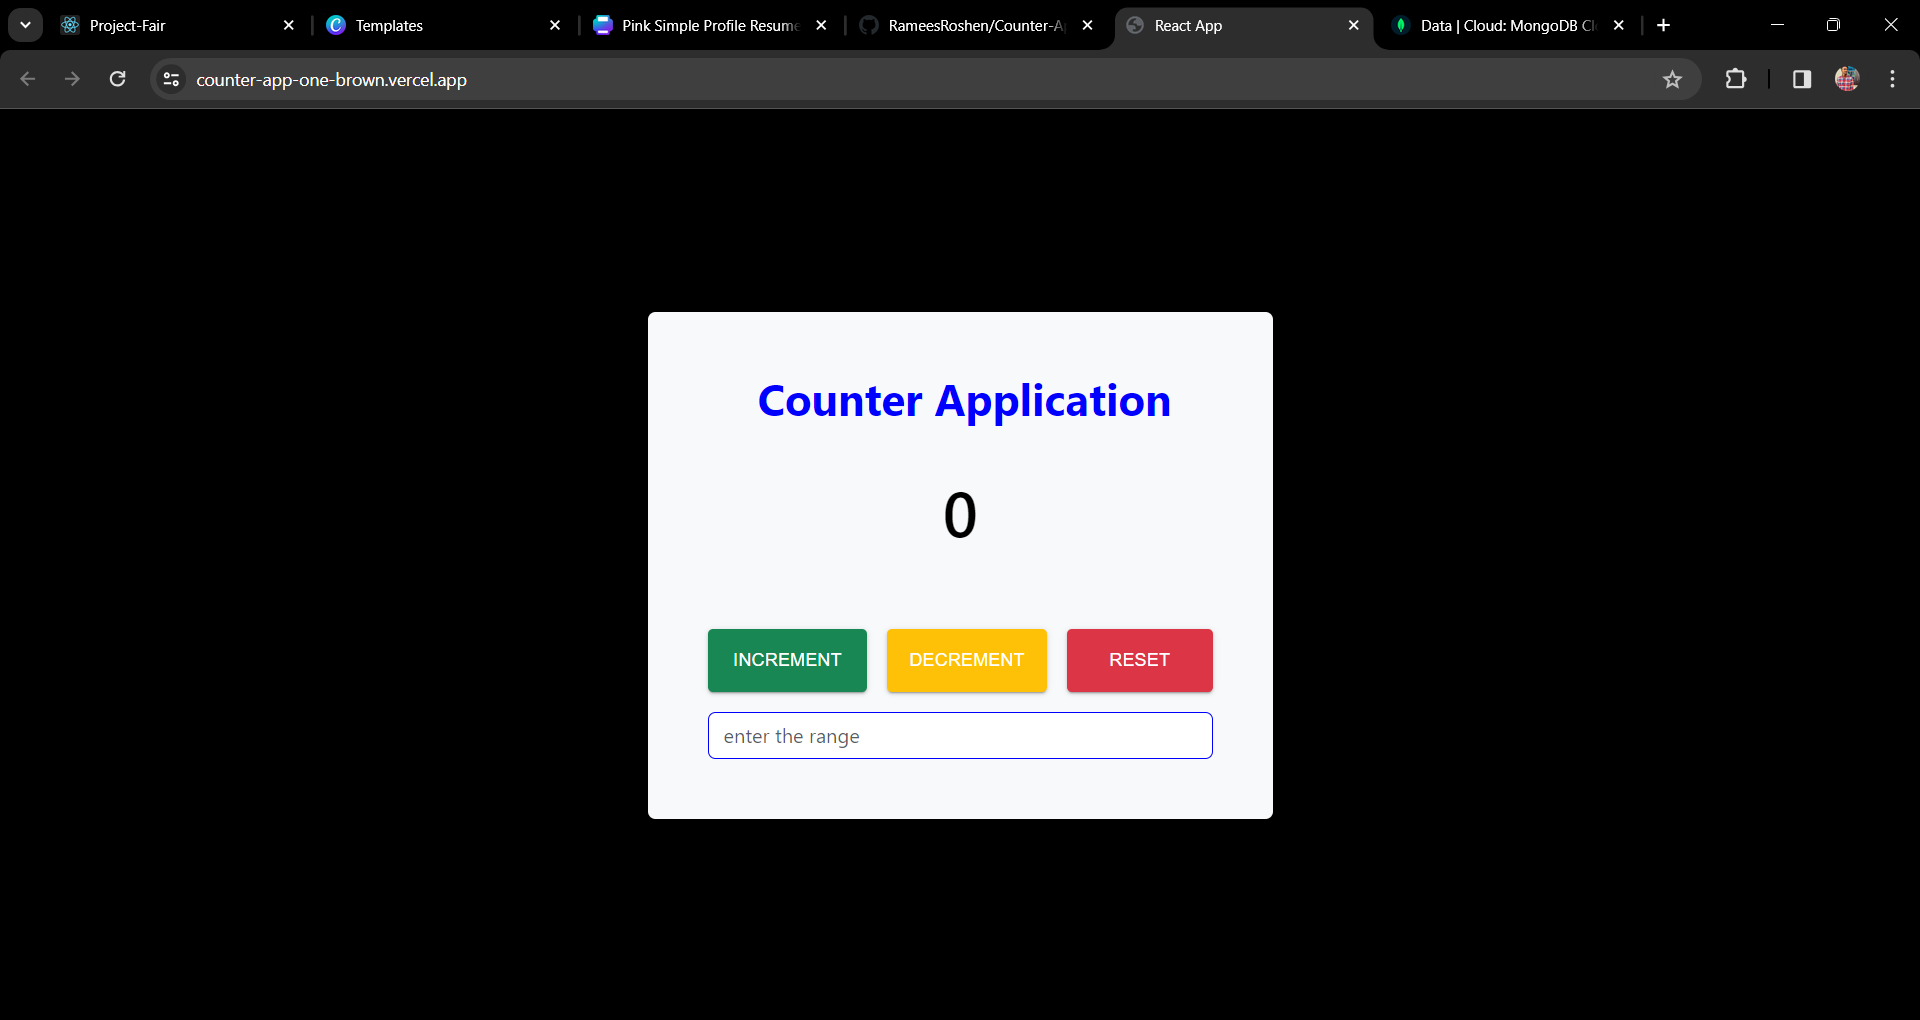 Project-Fair
Templates
Pink Simple Profile Resume
RameesRoshen/Counter-A
React App
Data | Cloud: MongoDB Cl
counter-app-one-brown.vercel.app
Counter Application
0
INCREMENT
DECREMENT
RESET
enter the range